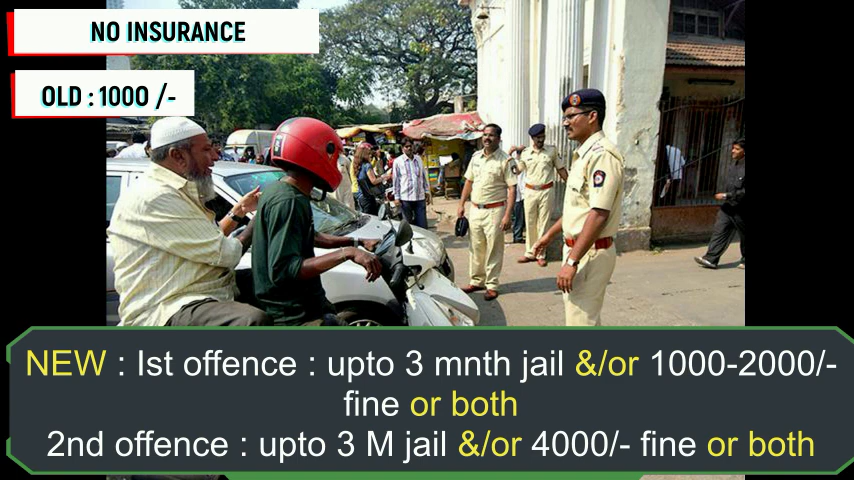 NO INSURANCE
OLD : 1000 /-
NEW : Ist offence : upto 3 mnth jail &/or 1000-2000/-
fine or both
2nd offence : upto 3 M jail &/or 4000/- fine or both